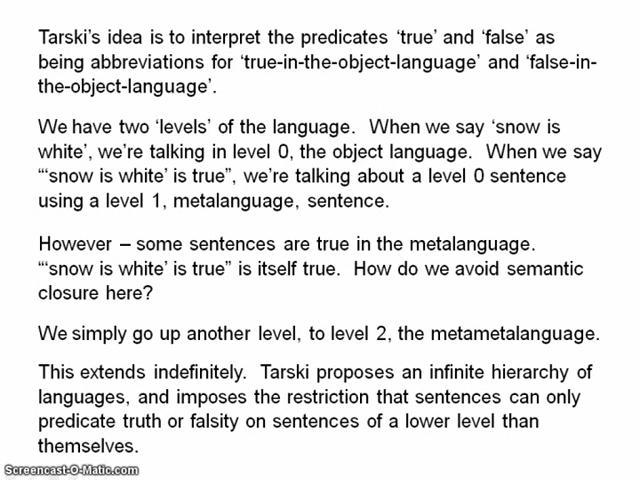 Tarski's idea is to interpret the predicates ‘true’ and ‘false’ as
being abbreviations for ‘true-in-the-object-language’ and ‘false-in-
the-object-language’.
We have two ‘levels’ of the language.  When we say ‘snow is
white’, we're talking in level 0, the object language.  When we say
“‘snow is white’ is true”, we're talking about a level 0 sentence
using a level 1, metalanguage, sentence.
However – some sentences are true in the metalanguage.
“‘snow is white’ is true” is itself true.  How do we avoid semantic
closure here?
We simply go up another level, to level 2, the metametalanguage.
This extends indefinitely.  Tarski proposes an infinite hierarchy of
languages, and imposes the restriction that sentences can only
predicate truth or falsity on sentences of a lower level than
themselves.
Screencast-O-Matic.com